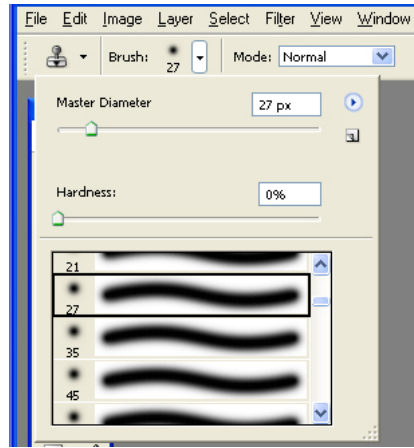 File Edit Image Layer Select Filter View Window
Brush: 27 Mode: Normal
Master Diameter 27 px
Hardness: 0%
21
27
35
45